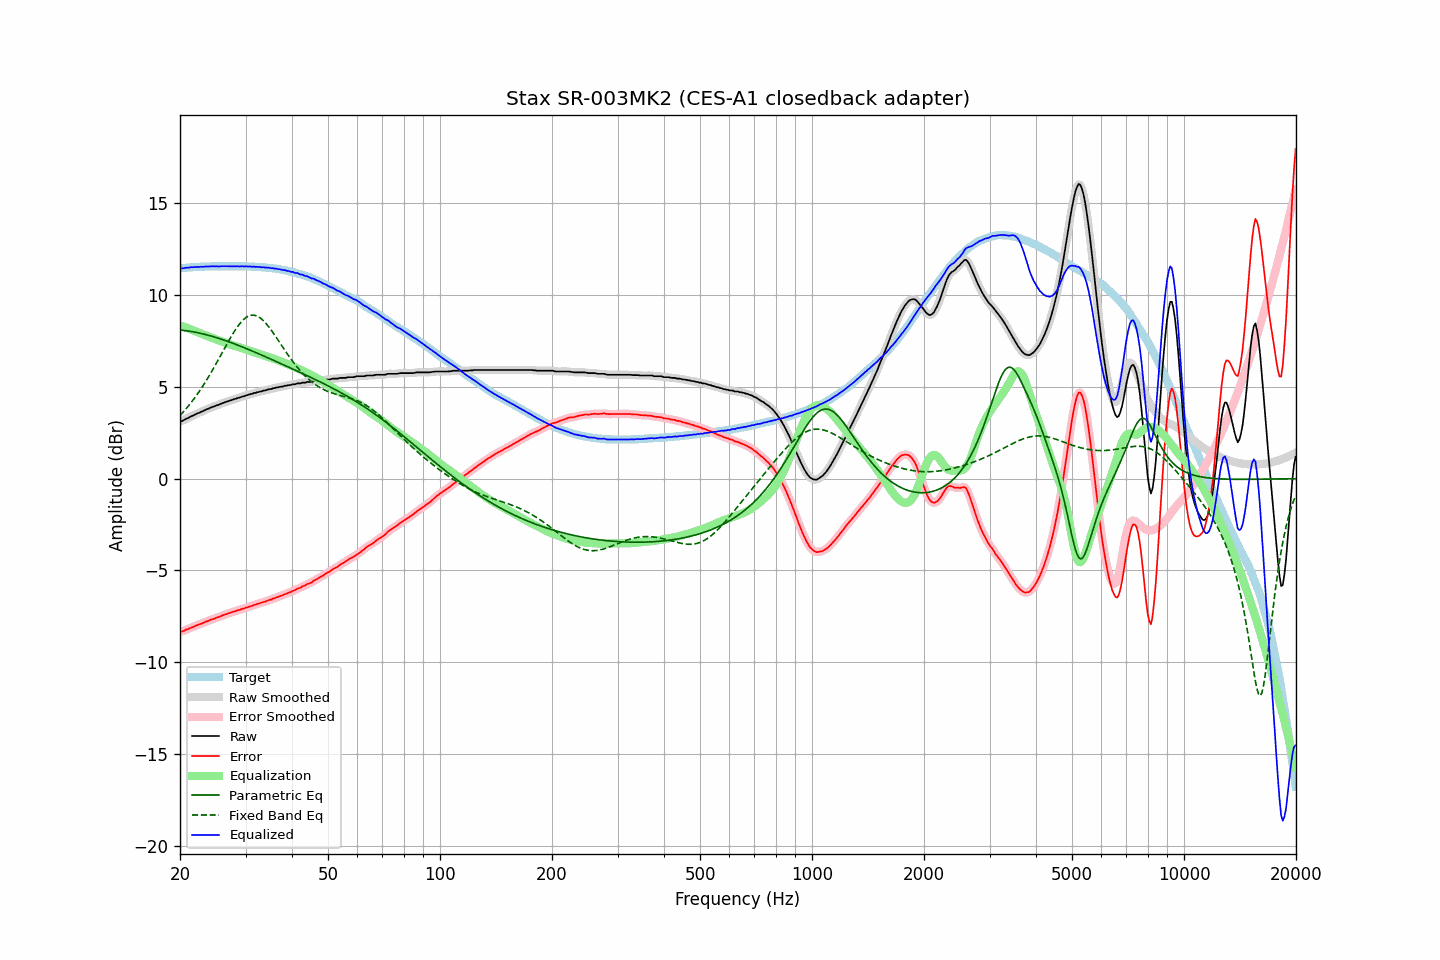 Stax SR-003MK2 (CES-A1 closedback adapter)
Amplitude (dBr)
15
10
5
0
−5
−10
−15
−20
Target
Raw Smoothed
Error Smoothed
Raw
Error
Equalization
Parametric Eq
Fixed Band Eq
Equalized
20 50 100 200 500 1000 2000 5000 10000 20000
Frequency (Hz)